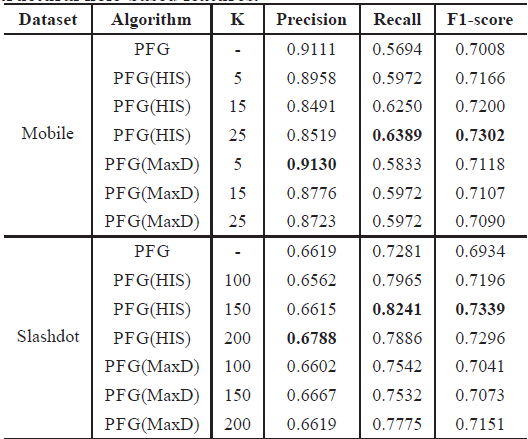 Dataset Algorithm K Precision Recall F1-score
PFG - 0.9111 0.5694 0.7008
PFG(HIS) 5 0.8958 0.5972 0.7166
PFG(HIS) 15 0.8491 0.6250 0.7200
Mobile PFG(HIS) 25 0.8519 0.6389 0.7302
PFG(MaxD) 5 0.9130 0.5833 0.7118
PFG(MaxD) 15 0.8776 0.5972 0.7107
PFG(MaxD) 25 0.8723 0.5972 0.7090
PFG - 0.6619 0.7281 0.6934
PFG(HIS) 100 0.6562 0.7965 0.7196
PFG(HIS) 150 0.6615 0.8241 0.7339
Slashdot PFG(HIS) 200 0.6788 0.7886 0.7296
PFG(MaxD) 100 0.6602 0.7542 0.7041
PFG(MaxD) 150 0.6667 0.7532 0.7073
PFG(MaxD) 200 0.6619 0.7775 0.7151